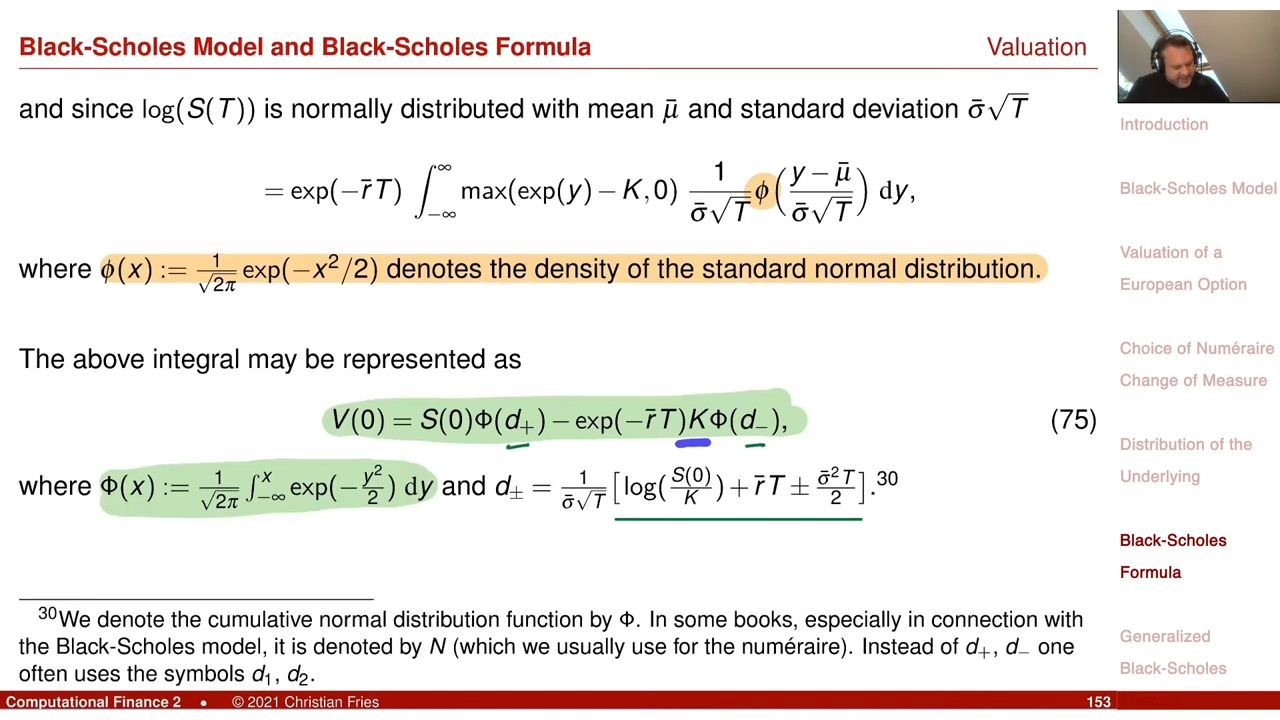 Black-Scholes Model and Black-Scholes Formula
Valuation
and since log(S(T)) is normally distributed with mean μ̄ and standard deviation σ̄√T
= exp(−r̄T) ∫_{−∞}^{∞} max(exp(y) − K, 0) 1/(σ̄√T) ϕ((y − μ̄)/(σ̄√T)) dy,
where ϕ(x) := 1/√(2π) exp(−x²/2) denotes the density of the standard normal distribution.
The above integral may be represented as
V(0) = S(0)Φ(d₊) − exp(−r̄T)KΦ(d₋), (75)
where Φ(x) := 1/√(2π) ∫_{−∞}^{x} exp(−y²/2) dy and d± = 1/(σ̄√T) [log(S(0)/K) + r̄T ± σ̄²T/2].³⁰
³⁰We denote the cumulative normal distribution function by Φ. In some books, especially in connection with
the Black-Scholes model, it is denoted by N (which we usually use for the numéraire). Instead of d₊, d₋ one
often uses the symbols d₁, d₂.
Introduction
Black-Scholes Model
Valuation of a
European Option
Choice of Numéraire
Change of Measure
Distribution of the
Underlying
Black-Scholes
Formula
Generalized
Black-Scholes
Computational Finance 2 • © 2021 Christian Fries
153